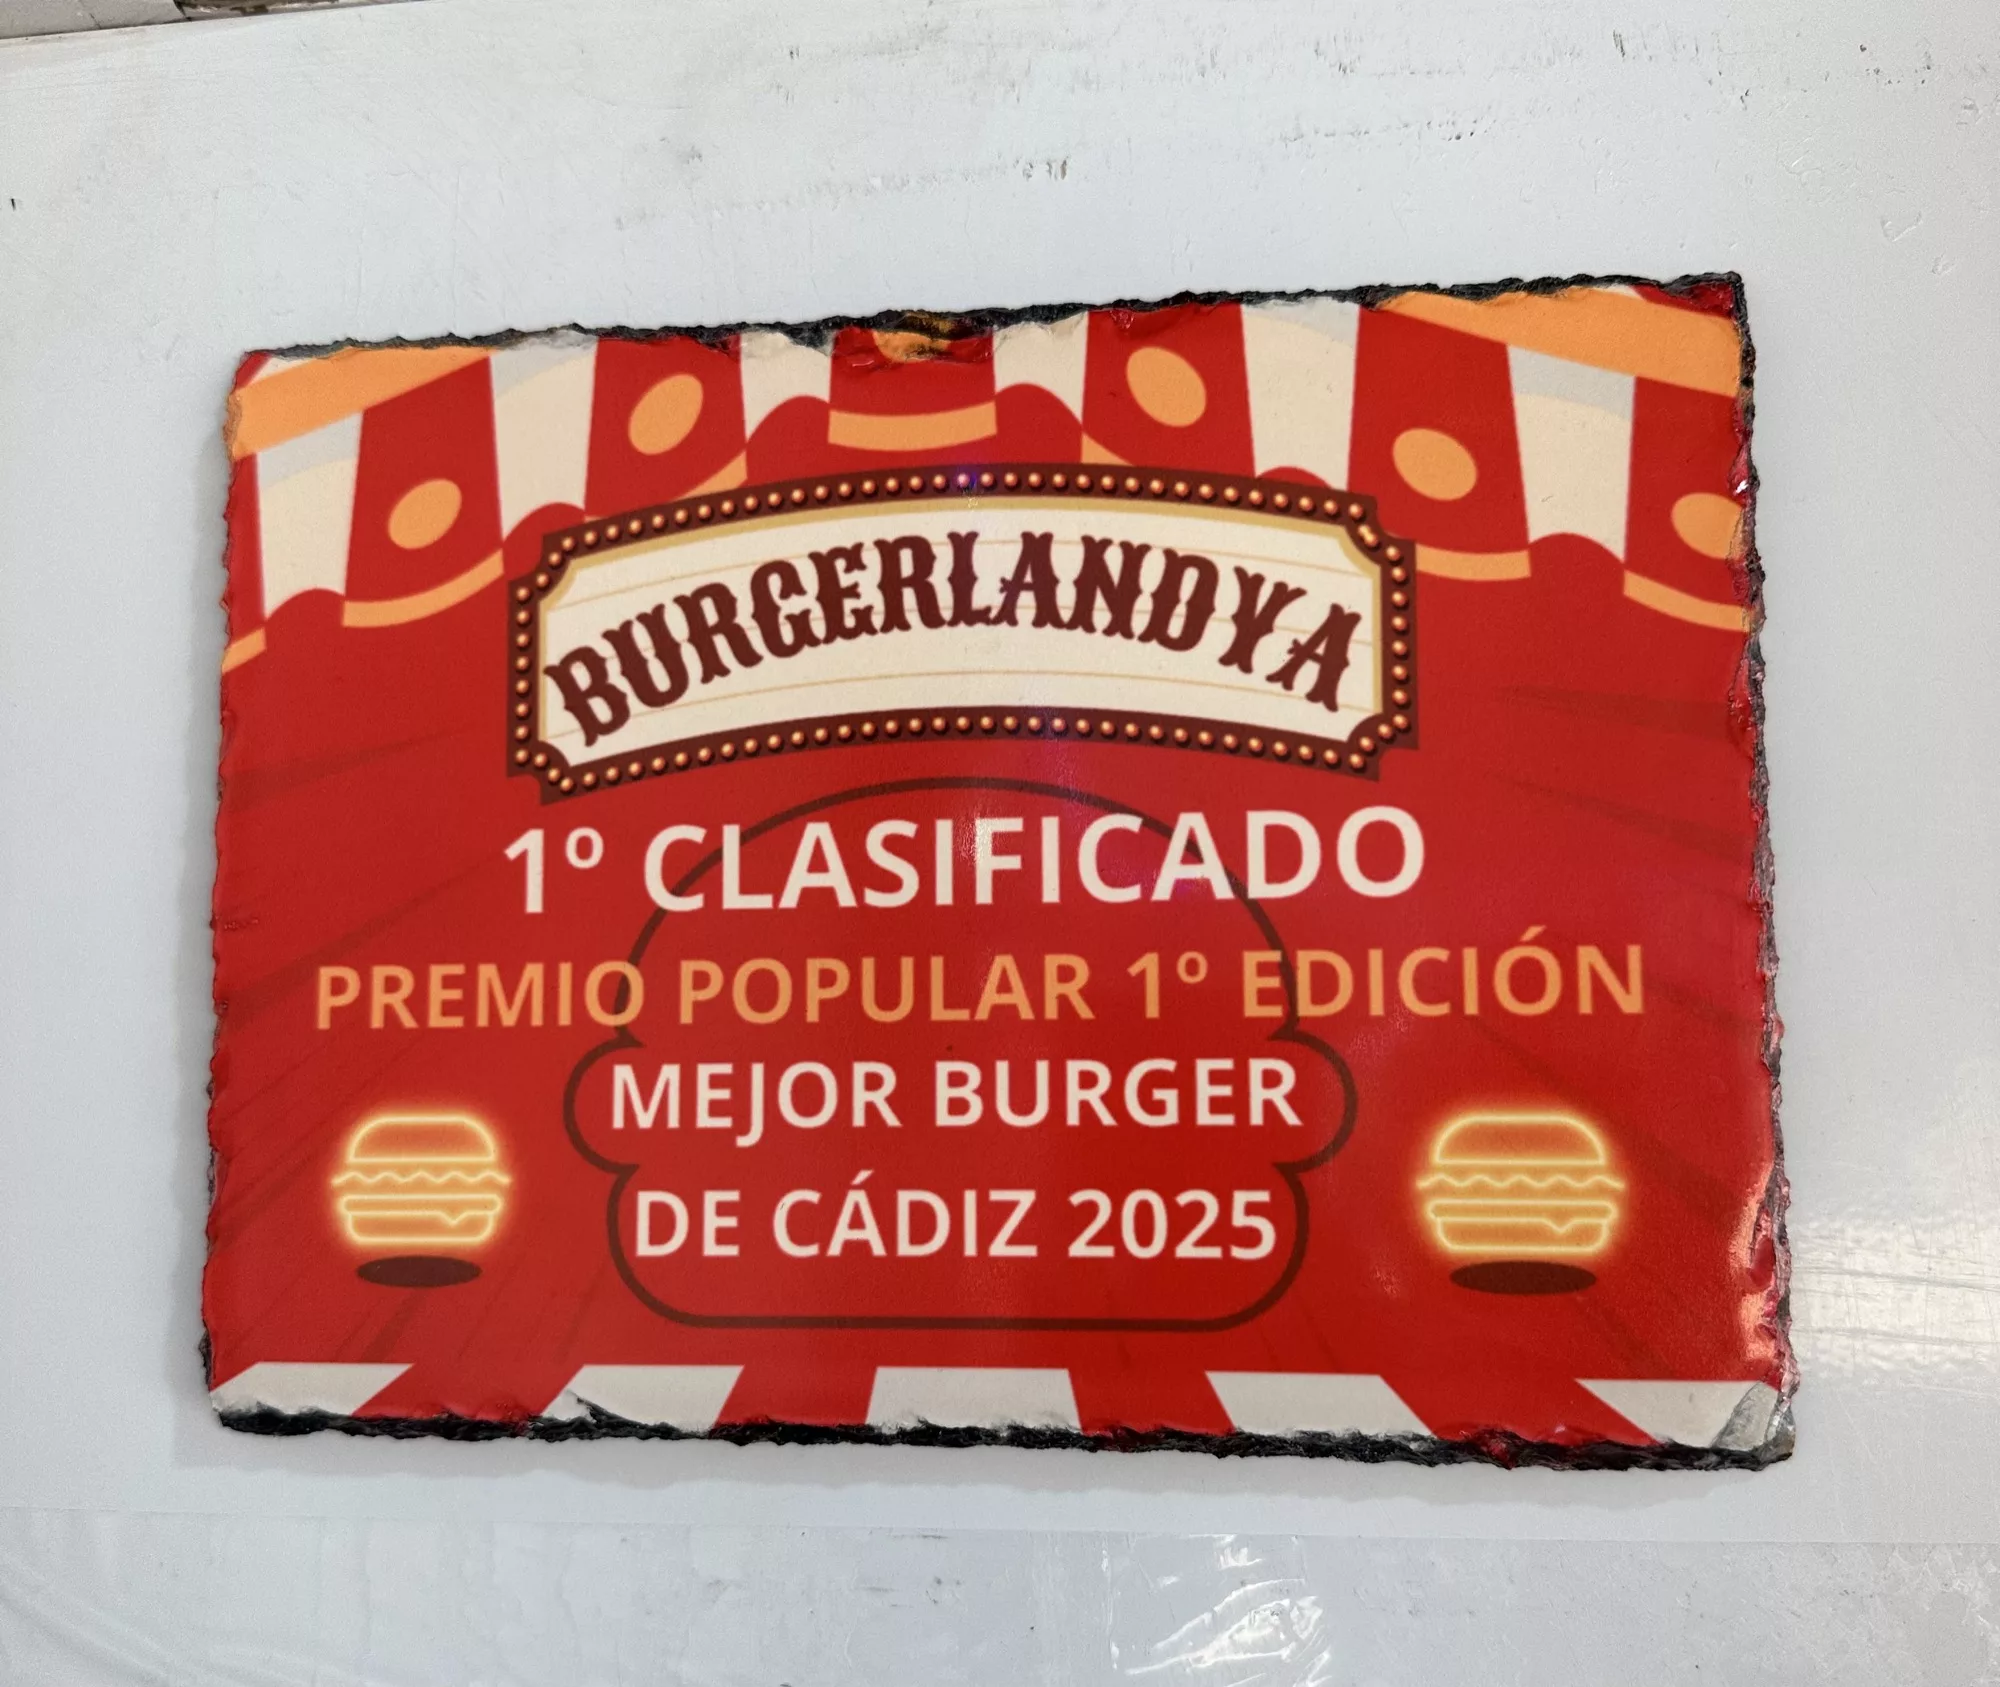 BURGERLANDYA
1º CLASIFICADO
PREMIO POPULAR 1º EDICIÓN
MEJOR BURGER
DE CÁDIZ 2025